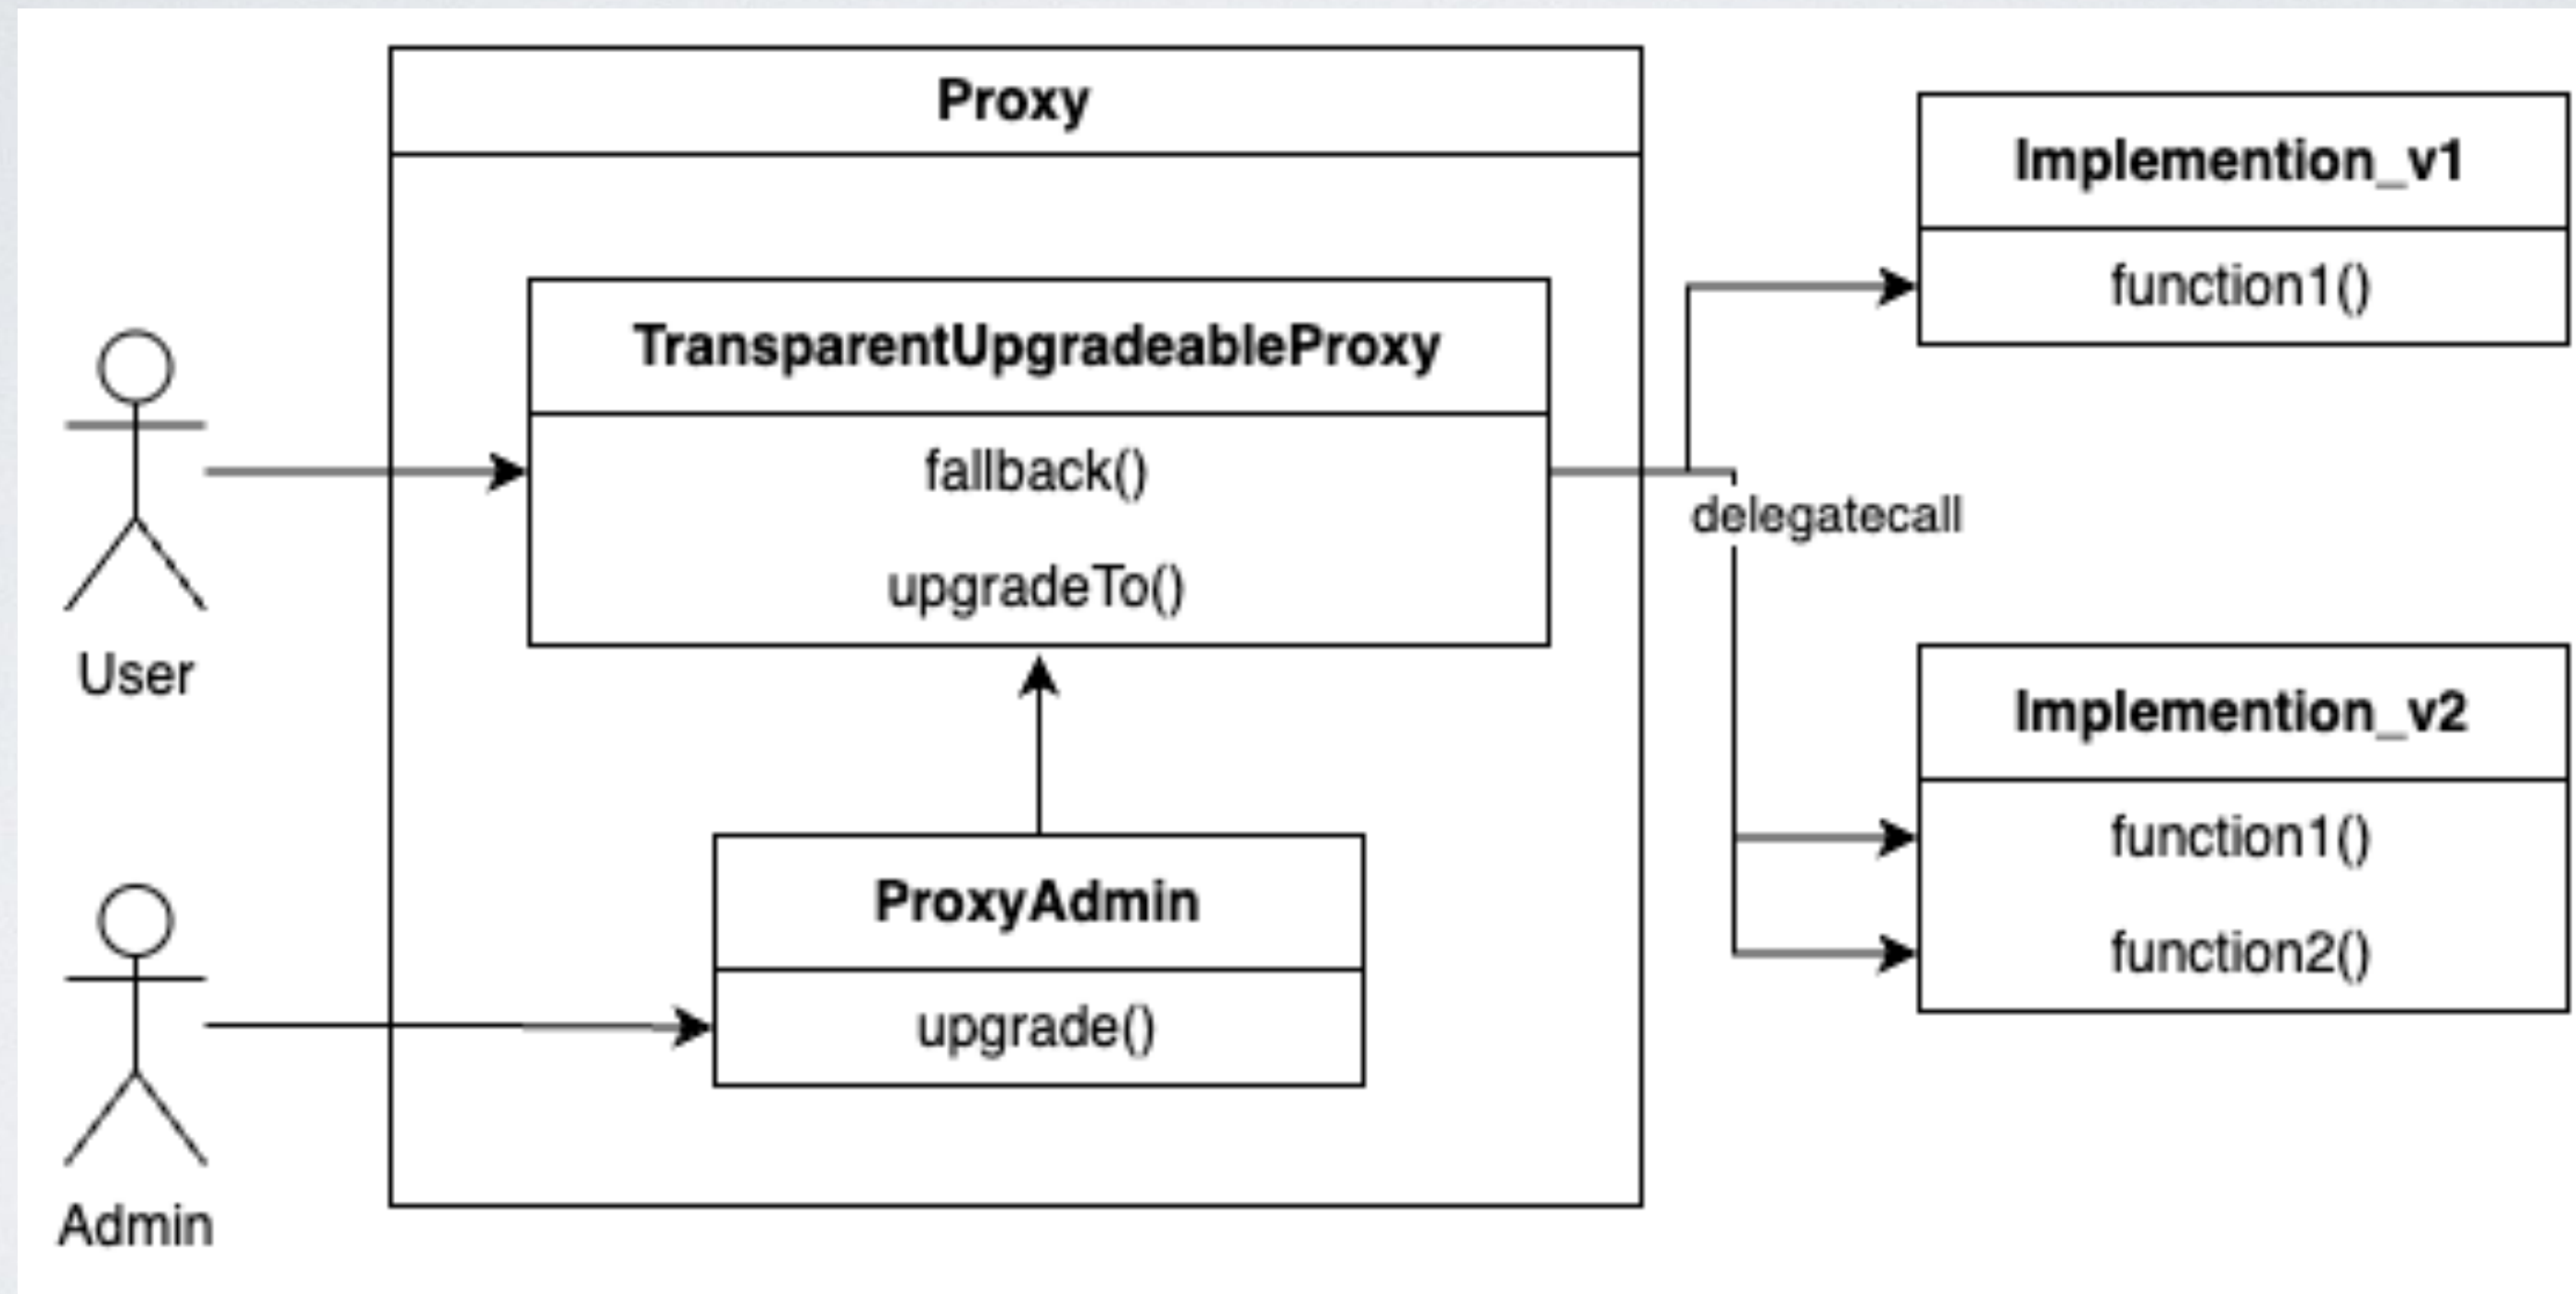 Proxy
TransparentUpgradeableProxy
fallback()
upgradeTo()
User
ProxyAdmin
upgrade()
Admin
delegatecall
Implemention_v1
function1()
Implemention_v2
function1()
function2()